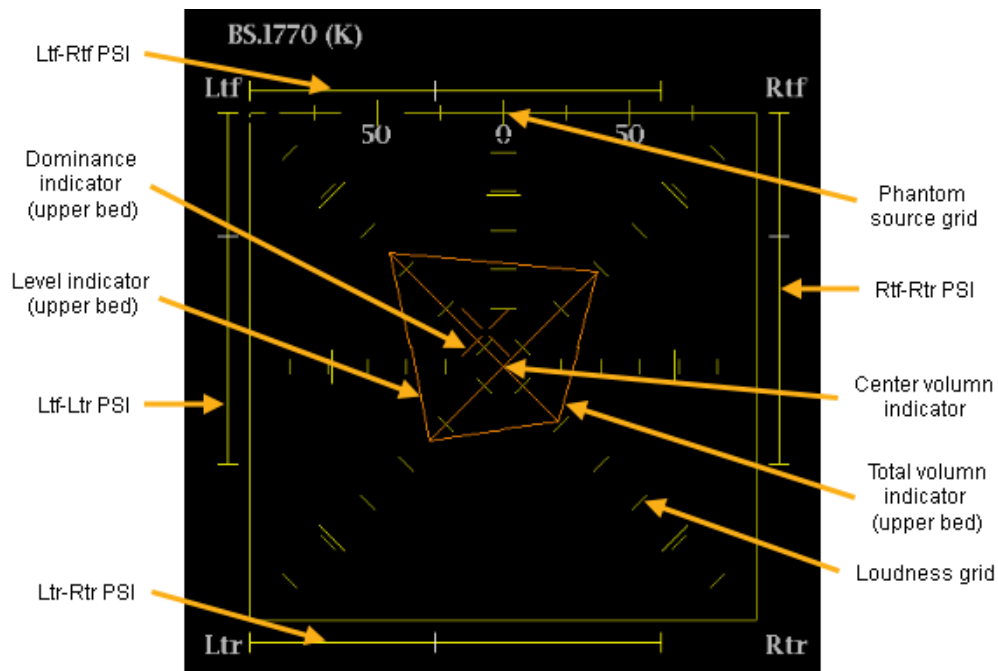 BS.1770 (K)
Ltf-Rtf PSI
Ltf
Rtf
50
0
50
Dominance
indicator
(upper bed)
Phantom
source grid
Level indicator
(upper bed)
Rtf-Rtr PSI
Ltf-Ltr PSI
Center volumn
indicator
Total volumn
indicator
(upper bed)
Loudness grid
Ltr-Rtr PSI
Ltr
Rtr